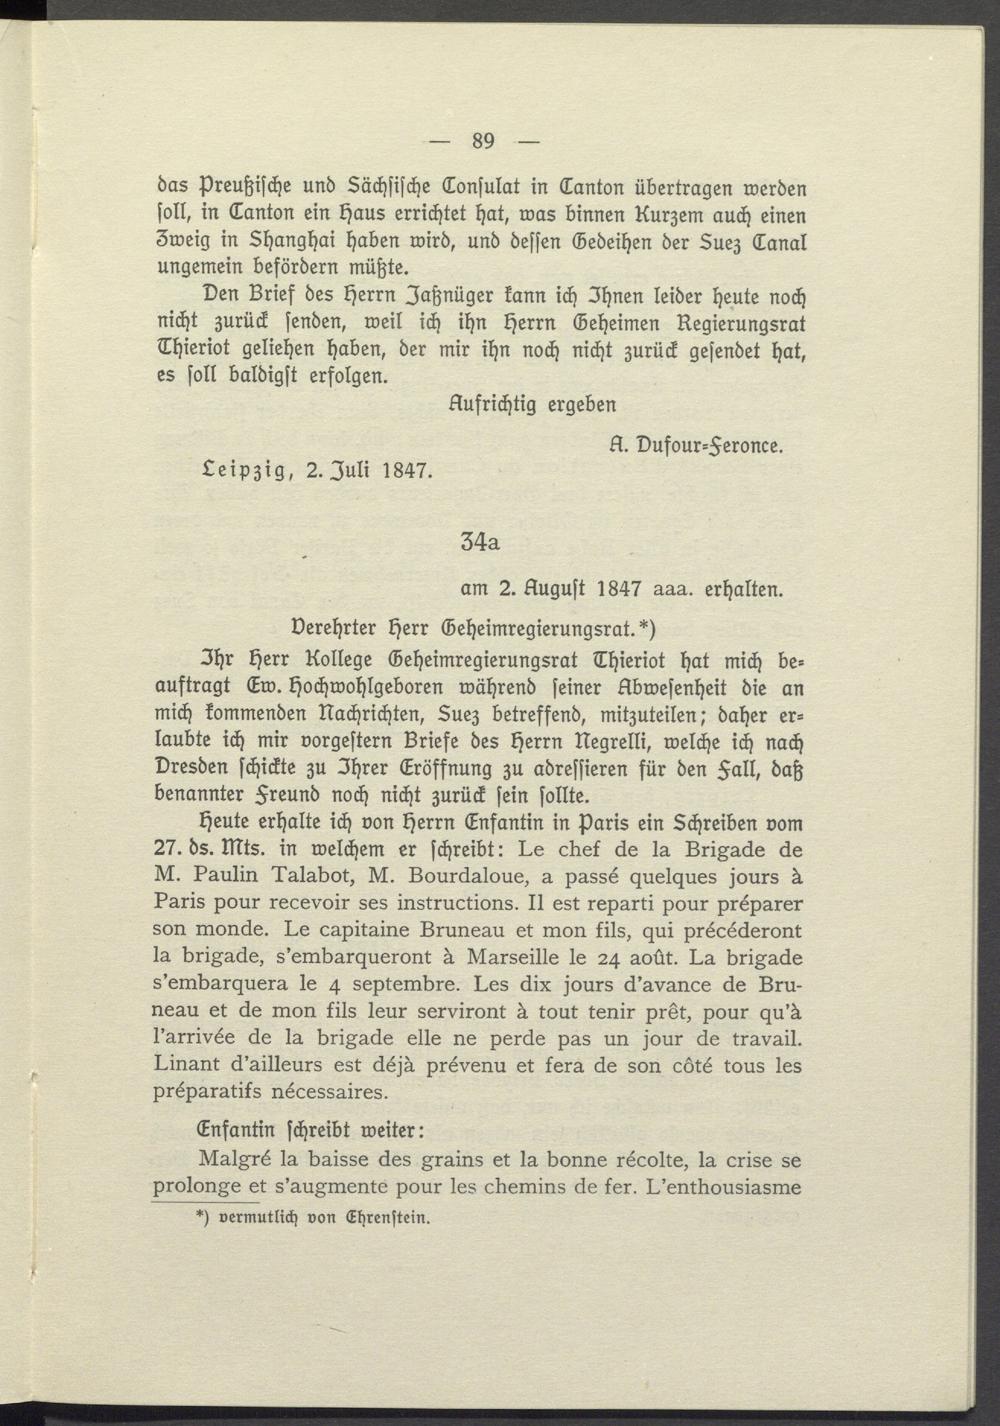 — 89 —
das Preußische und Sächsische Consulat in Canton übertragen werden
soll, in Canton ein Haus errichtet hat, was binnen Kurzem auch einen
Zweig in Shanghai haben wird, und dessen Gedeihen der Suez Canal
ungemein befördern müßte.
Den Brief des Herrn Jaßnüger kann ich Ihnen leider heute noch
nicht zurück senden, weil ich ihn Herrn Geheimen Regierungsrat
Thieriot geliehen haben, der mir ihn noch nicht zurück gesendet hat,
es soll baldigst erfolgen.
Aufrichtig ergeben
A. Dufour-Feronce.
Leipzig, 2. Juli 1847.
34a
am 2. August 1847 aaa. erhalten.
Verehrter Herr Geheimregierungsrat.*)
Ihr Herr Kollege Geheimregierungsrat Thieriot hat mich be-
auftragt Ew. Hochwohlgeboren während seiner Abwesenheit die an
mich kommenden Nachrichten, Suez betreffend, mitzuteilen; daher er-
laubte ich mir vorgestern Briefe des Herrn Negrelli, welche ich nach
Dresden schickte zu Ihrer Eröffnung zu adressieren für den Fall, daß
benannter Freund noch nicht zurück sein sollte.
Heute erhalte ich von Herrn Enfantin in Paris ein Schreiben vom
27. ds. Mts. in welchem er schreibt: Le chef de la Brigade de
M. Paulin Talabot, M. Bourdaloue, a passé quelques jours à
Paris pour recevoir ses instructions. Il est reparti pour préparer
son monde. Le capitaine Bruneau et mon fils, qui précéderont
la brigade, s'embarqueront à Marseille le 24 août. La brigade
s'embarquera le 4 septembre. Les dix jours d'avance de Bru-
neau et de mon fils leur serviront à tout tenir prêt, pour qu'à
l'arrivée de la brigade elle ne perde pas un jour de travail.
Linant d'ailleurs est déjà prévenu et fera de son côté tous les
préparatifs nécessaires.
Enfantin schreibt weiter:
Malgré la baisse des grains et la bonne récolte, la crise se
prolonge et s'augmente pour les chemins de fer. L'enthousiasme
*) vermutlich von Ehrenstein.